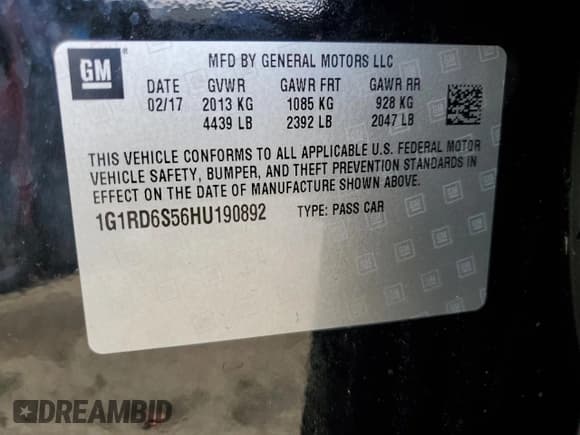 GM
®
MFD BY GENERAL MOTORS LLC
DATE GVWR GAWR FRT GAWR RR
02/17 2013 KG 1085 KG 928 KG
4439 LB 2392 LB 2047 LB
THIS VEHICLE CONFORMS TO ALL APPLICABLE U.S. FEDERAL MOTOR
VEHICLE SAFETY, BUMPER, AND THEFT PREVENTION STANDARDS IN
EFFECT ON THE DATE OF MANUFACTURE SHOWN ABOVE.
1G1RD6S56HU190892 TYPE: PASS CAR
DREAMBID